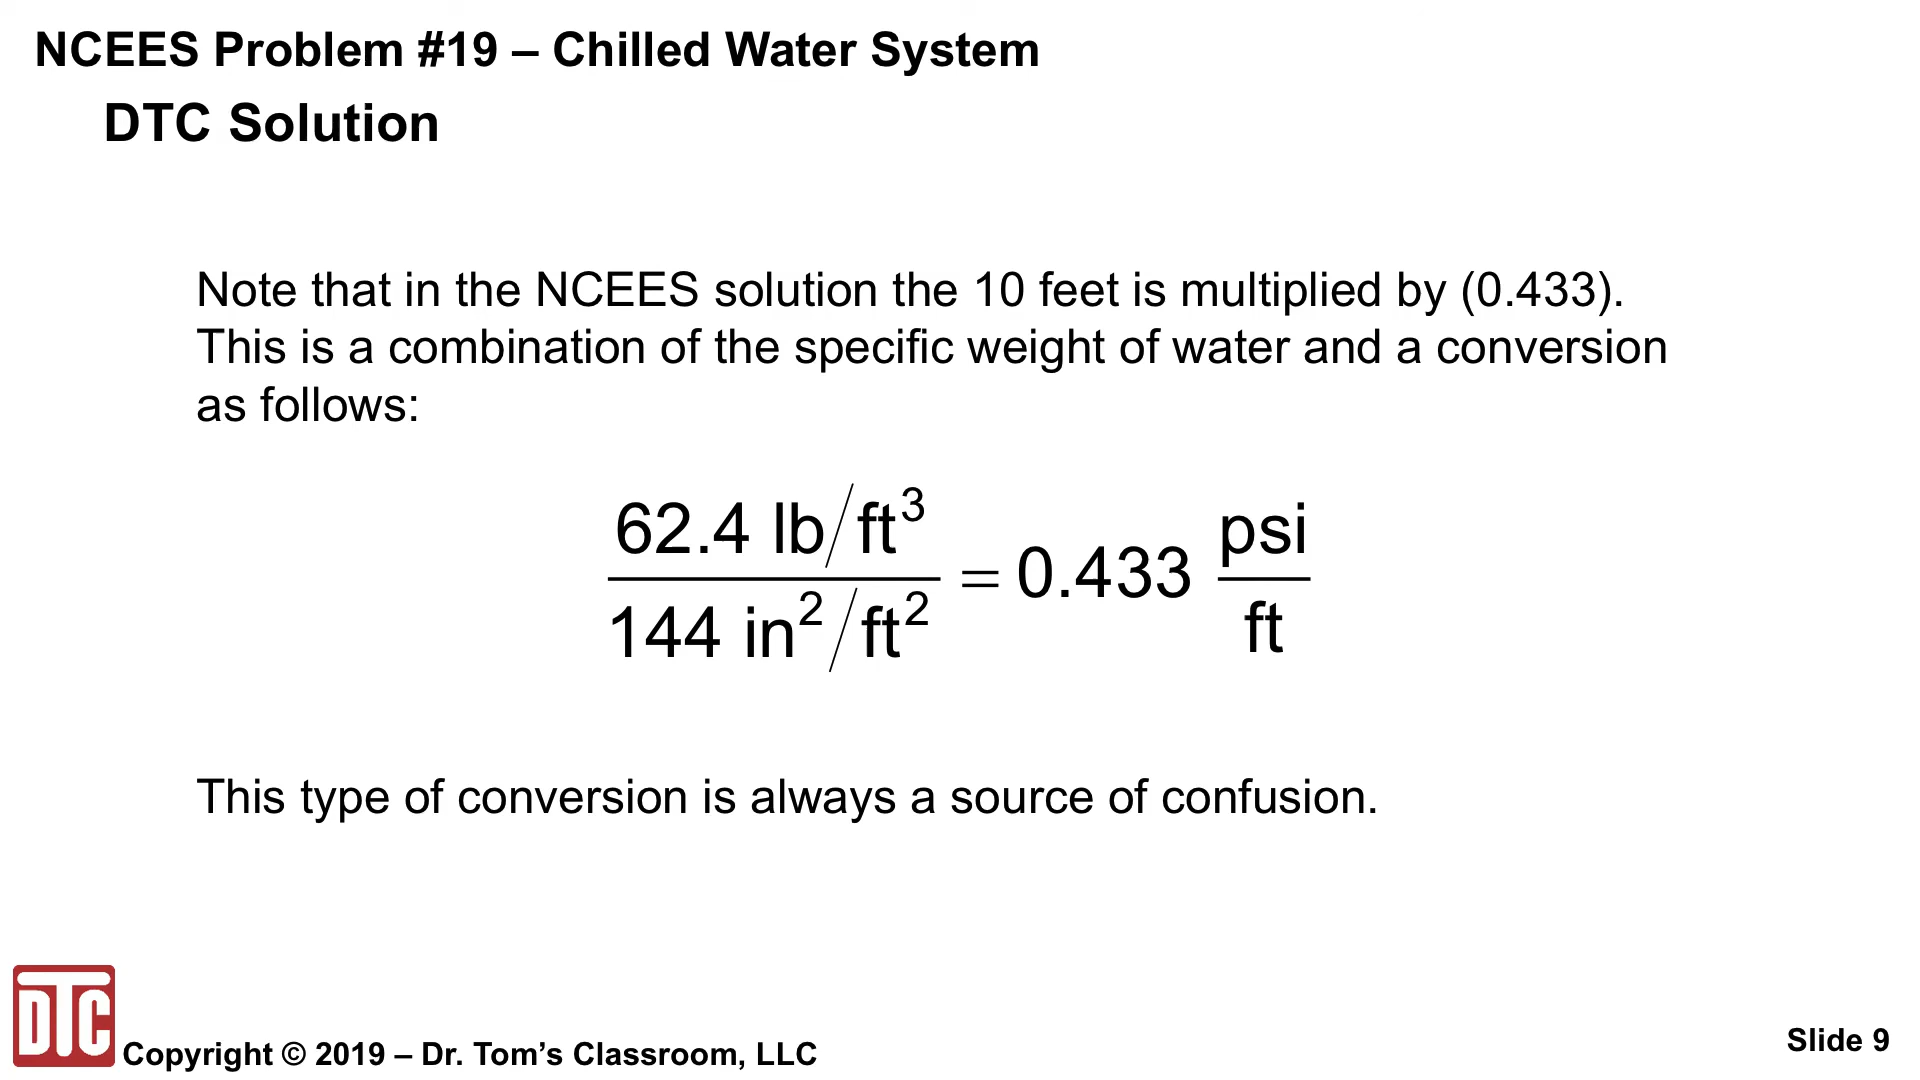 NCEES Problem #19 – Chilled Water System
DTC Solution
Note that in the NCEES solution the 10 feet is multiplied by (0.433).
This is a combination of the specific weight of water and a conversion
as follows:
62.4 lb/ft³
144 in²/ft²
= 0.433
psi
ft
This type of conversion is always a source of confusion.
DTC
Copyright © 2019 – Dr. Tom’s Classroom, LLC
Slide 9